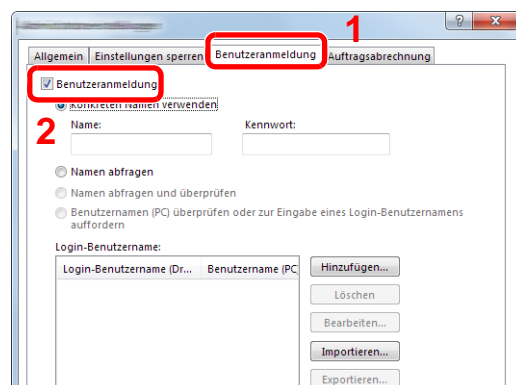 1
?
x
Allgemein Einstellungen sperren Benutzeranmeldung Auftragsabrechnung
Benutzeranmeldung
2
Konkreten Namen verwenden
Name: Kennwort:
Namen abfragen
Namen abfragen und überprüfen
Benutzernamen (PC) überprüfen oder zur Eingabe eines Login-Benutzernamens
auffordern
Login-Benutzername:
Login-Benutzername (Dr... Benutzername (PC)
Hinzufügen...
Löschen
Bearbeiten...
Importieren...
Exportieren...